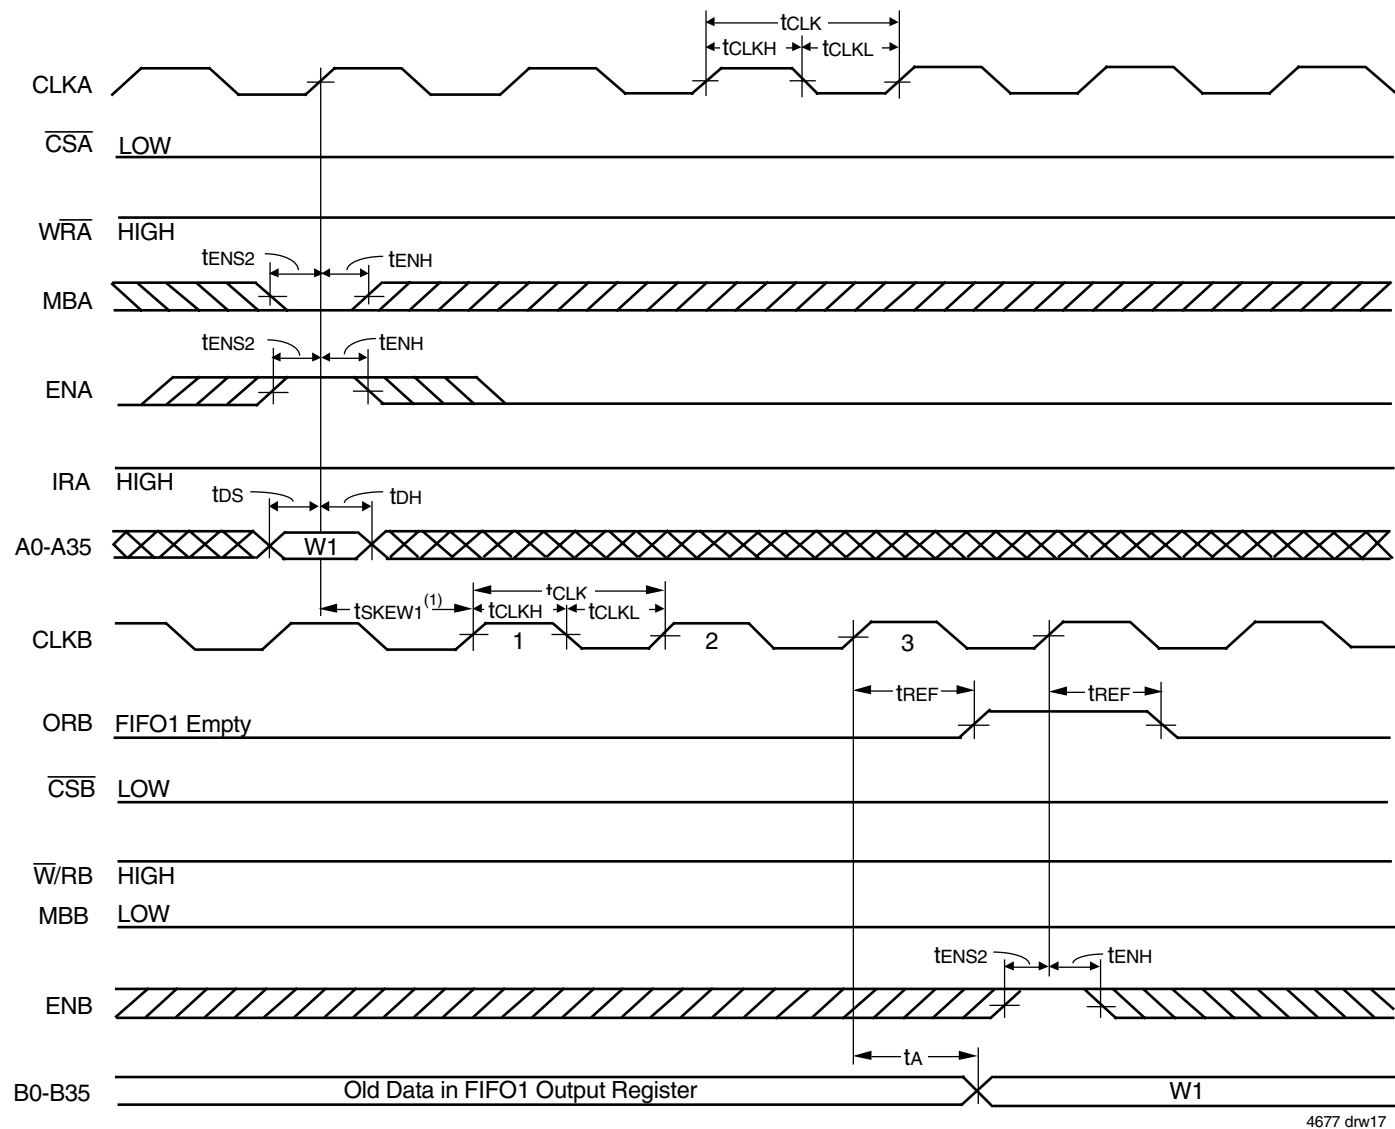 tCLK
tCLKH tCLKL
CLKA
CSA LOW
WRA HIGH
tENS2 tENH
MBA
tENS2 tENH
ENA
IRA HIGH
tDS tDH
A0-A35 W1
tCLK
tSKEW1(1) tCLKH tCLKL
CLKB 1 2 3
tREF tREF
ORB FIFO1 Empty
CSB LOW
W/RB HIGH
MBB LOW
tENS2 tENH
ENB
tA
B0-B35 Old Data in FIFO1 Output Register W1
4677 drw17